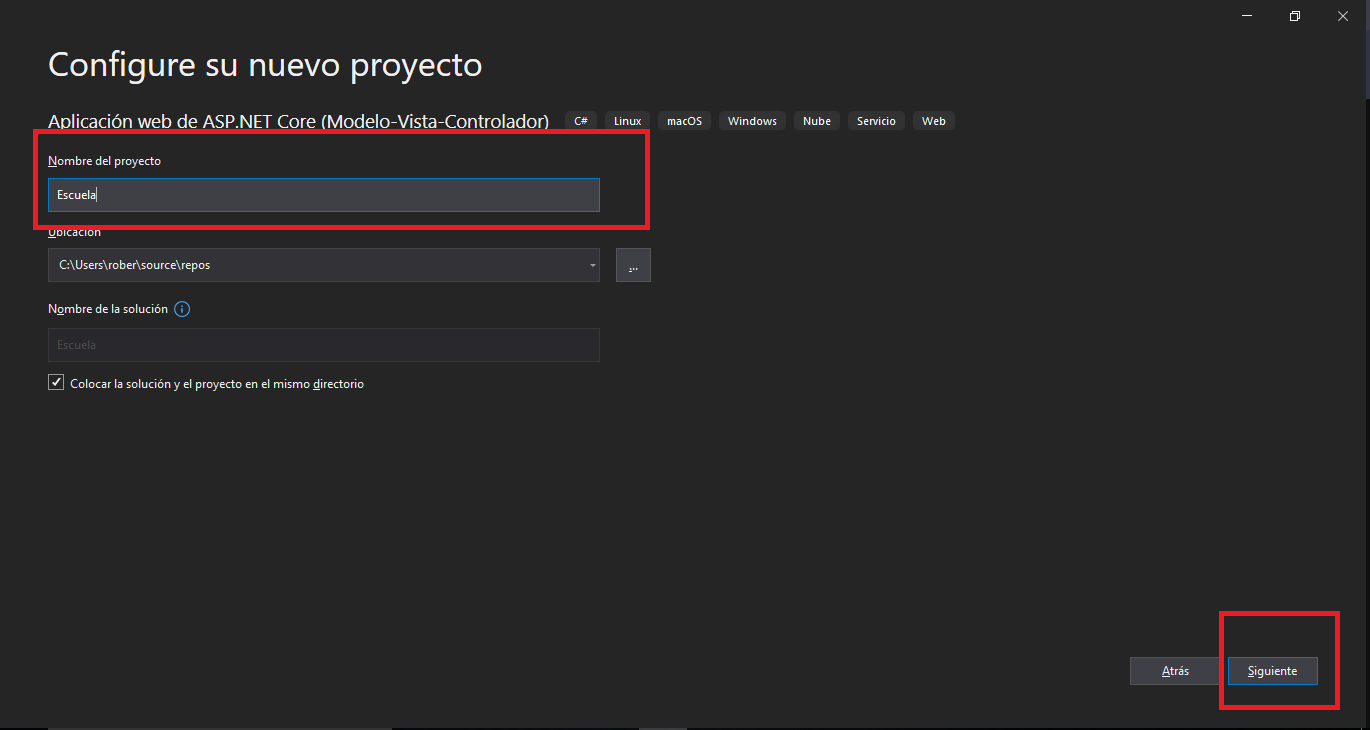 Configure su nuevo proyecto
Aplicación web de ASP.NET Core (Modelo-Vista-Controlador) C# Linux macOS Windows Nube Servicio Web
Nombre del proyecto
Escuela
Ubicación
C:\Users\rober\source\repos
...
Nombre de la solución
Escuela
Colocar la solución y el proyecto en el mismo directorio
Atrás Siguiente